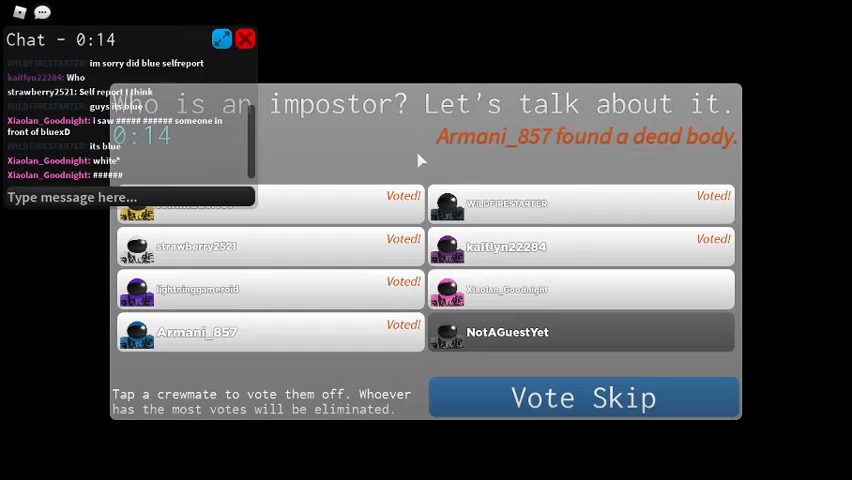 Chat - 0:14
WILDFIRESTARTER: im sorry did blue selfreport
kaitlyn22284: Who
strawberry2521: Self report I think
WILDFIRESTARTER: guys its blue
Xiaolan_Goodnight: i saw ##### ###### someone in
front of bluexD
WILDFIRESTARTER: its blue
Xiaolan_Goodnight: white*
Xiaolan_Goodnight: ######
Type message here...
Who is an impostor? Let's talk about it.
0:14
Armani_857 found a dead body.
Voted!
WILDFIRESTARTER
Voted!
strawberry2521
kaitlyn22284
Voted!
lightninggameroid
Voted!
Xiaolan_Goodnight
Armani_857
Voted!
NotAGuestYet
Tap a crewmate to vote them off. Whoever
has the most votes will be eliminated.
Vote Skip